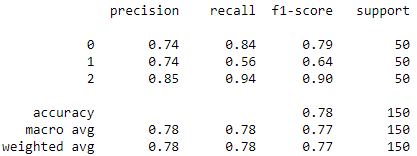 precision recall f1-score support
0 0.74 0.84 0.79 50
1 0.74 0.56 0.64 50
2 0.85 0.94 0.90 50
accuracy 0.78 150
macro avg 0.78 0.78 0.77 150
weighted avg 0.78 0.78 0.77 150